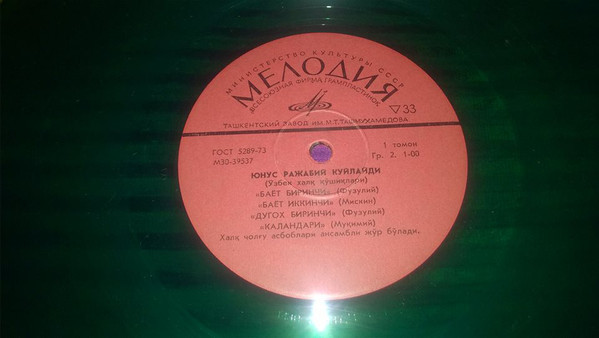 МИНИСТЕРСТВО КУЛЬТУРЫ СССР
МЕЛОДИЯ
ВСЕСОЮЗНАЯ ФИРМА ГРАМПЛАСТИНОК
▽33
ТАШКЕНТСКИЙ ЗАВОД им. М.Т.ТАШМУХАМЕДОВА
ГОСТ 5289-73
1 томон
М30-39537
Гр. 2. 1-00
ЮНУС РАЖАБИЙ КУЙЛАЙДИ
(Ўзбек халқ қўшиқлари)
«БАЁТ БИРИНЧИ» (Фузулий)
«БАЁТ ИККИНЧИ» (Мискин)
«ДУГОХ БИРИНЧИ» (Фузулий)
«КАЛАНДАРИ» (Муқимий)
Халқ чолғу асбоблари ансамбли жўр бўлади.